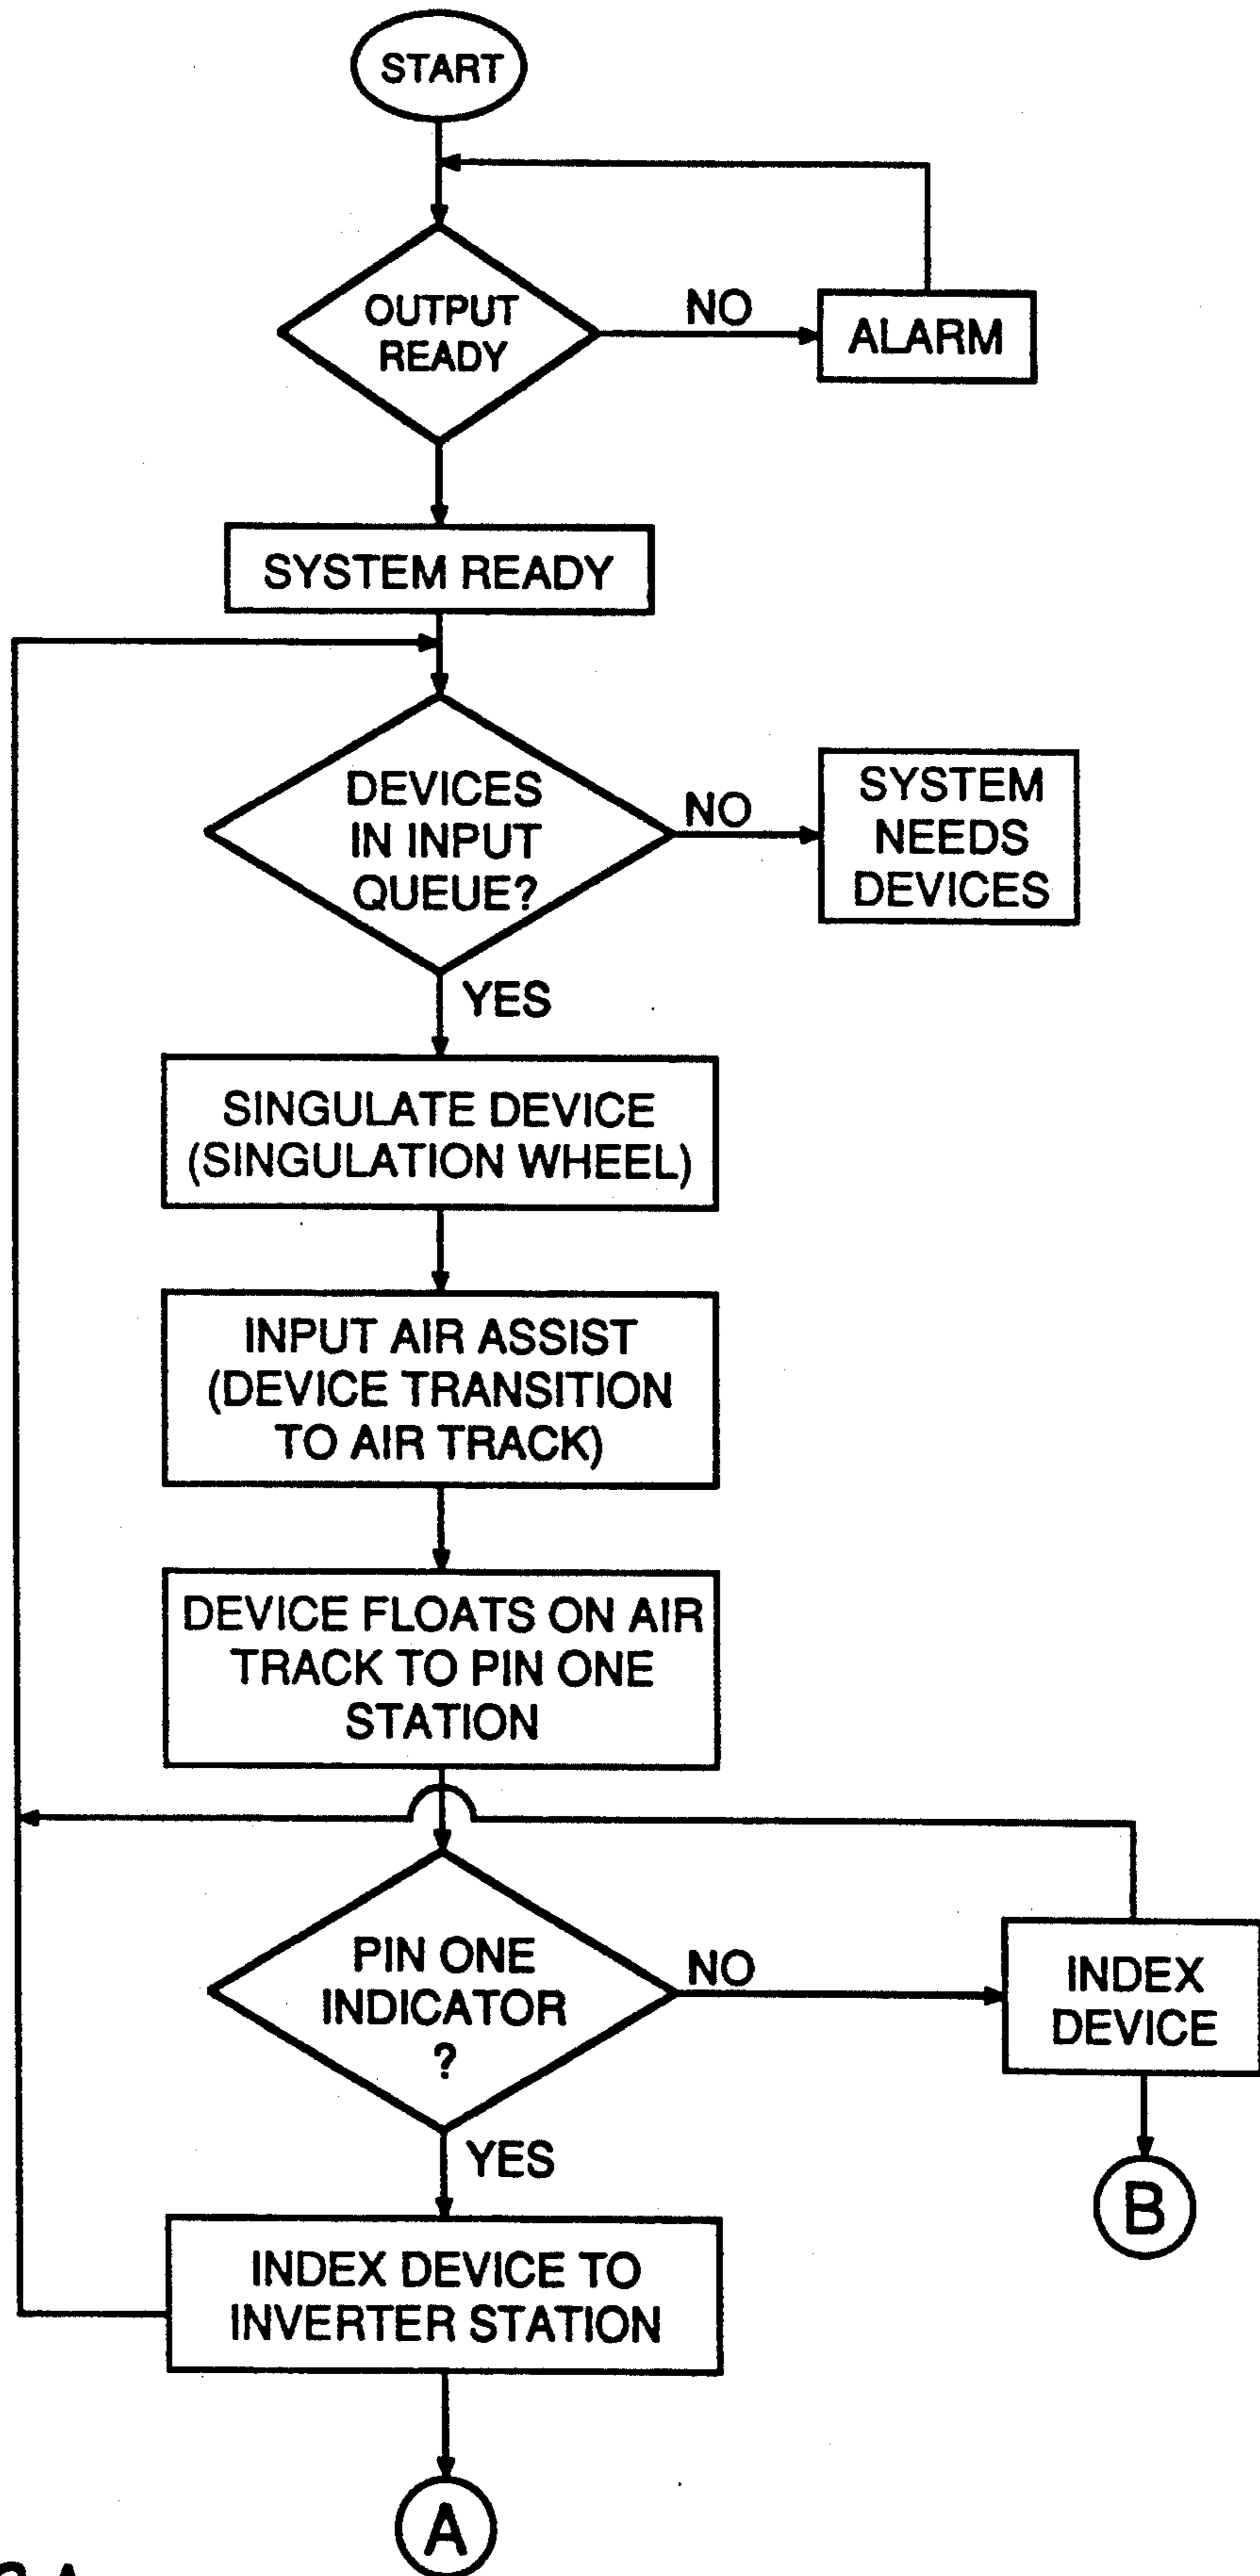 START
OUTPUT
READY
NO
ALARM
SYSTEM READY
DEVICES
IN INPUT
QUEUE?
NO
SYSTEM
NEEDS
DEVICES
YES
SINGULATE DEVICE
(SINGULATION WHEEL)
INPUT AIR ASSIST
(DEVICE TRANSITION
TO AIR TRACK)
DEVICE FLOATS ON AIR
TRACK TO PIN ONE
STATION
PIN ONE
INDICATOR
?
NO
INDEX
DEVICE
YES
B
INDEX DEVICE TO
INVERTER STATION
A